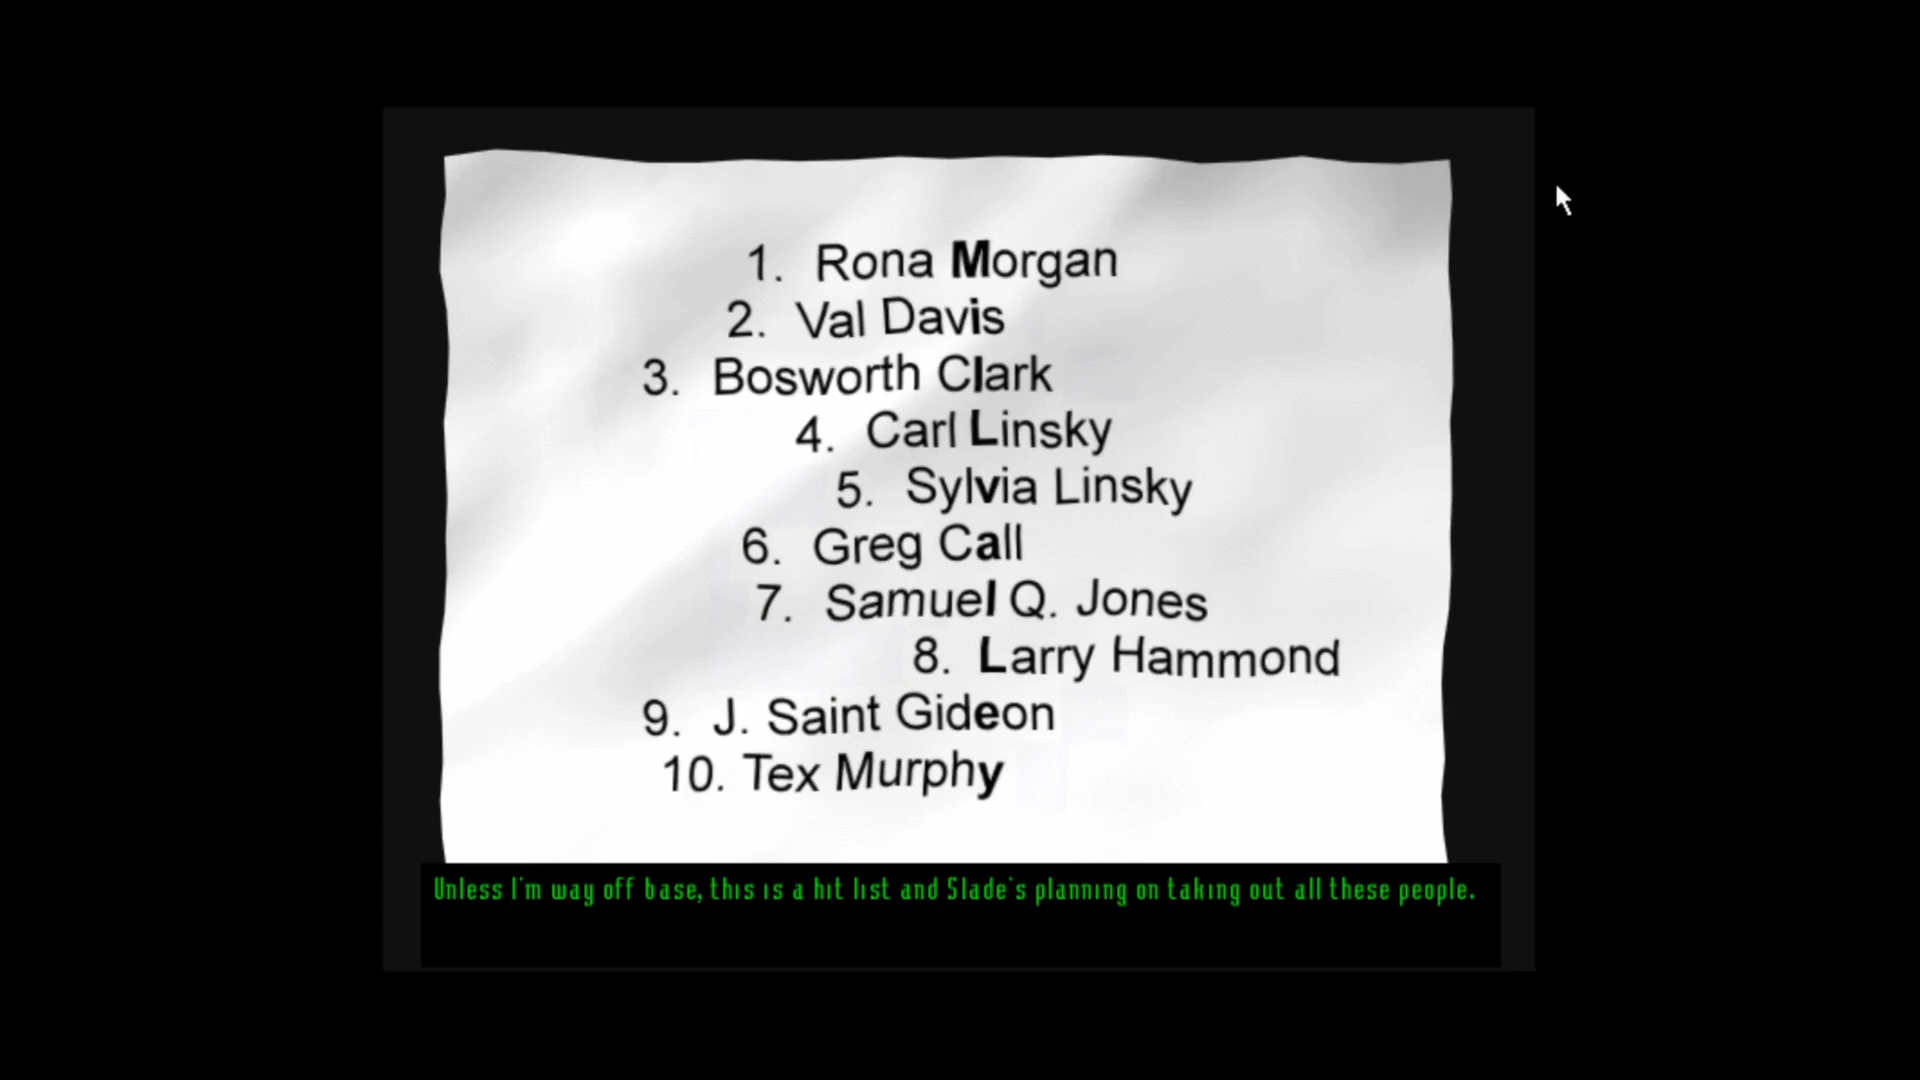 1. Rona Morgan
2. Val Davis
3. Bosworth Clark
4. Carl Linsky
5. Sylvia Linsky
6. Greg Call
7. Samuel Q. Jones
8. Larry Hammond
9. J. Saint Gideon
10. Tex Murphy
Unless I'm way off base, this is a hit list and Slade's planning on taking out all these people.